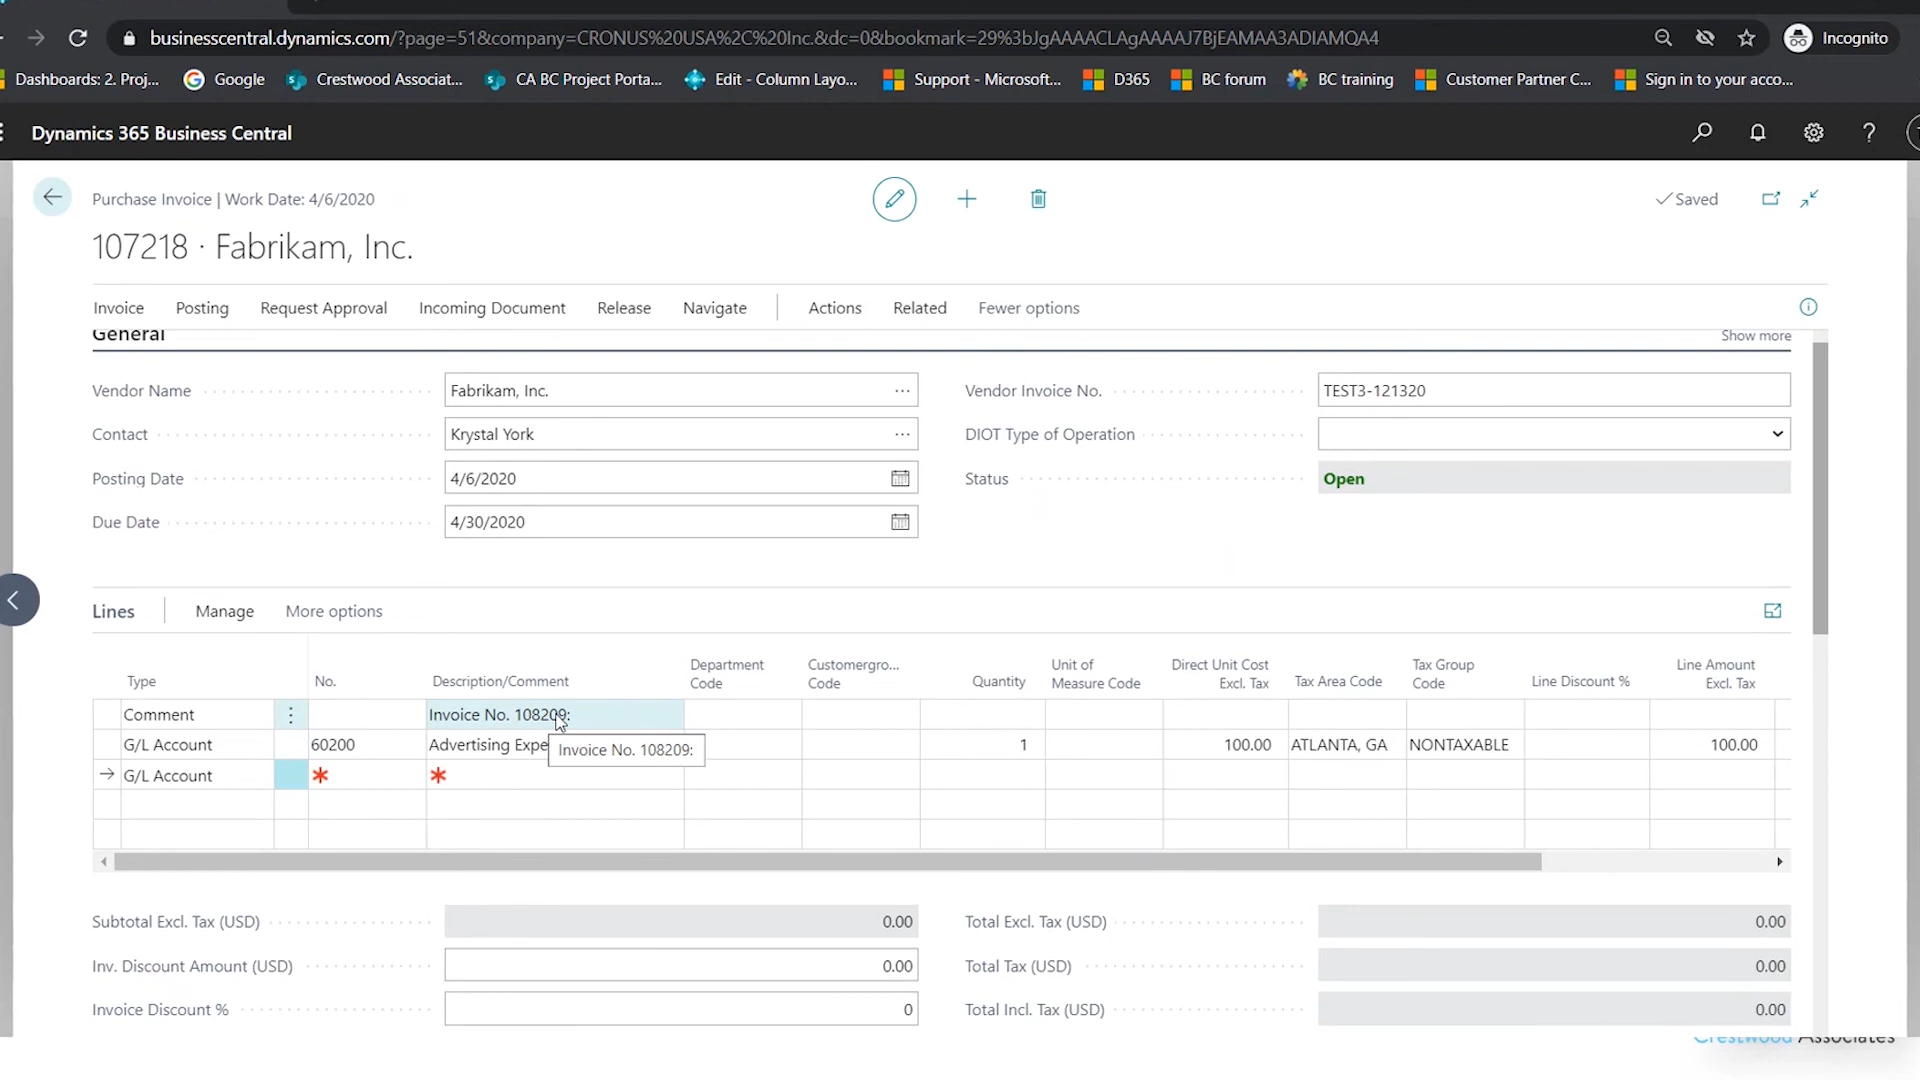 businesscentral.dynamics.com/?page=51&company=CRONUS%20USA%2C%20Inc.&dc=0&bookmark=29%3bJgAAAACLAgAAAAJ7BjEAMAA3ADIAMQA4
Incognito
Dashboards: 2. Proj... Google Crestwood Associat... CA BC Project Porta... Edit - Column Layo... Support - Microsoft... D365 BC forum BC training Customer Partner C... Sign in to your acco...
Dynamics 365 Business Central
Purchase Invoice | Work Date: 4/6/2020
Saved
107218 · Fabrikam, Inc.
Invoice Posting Request Approval Incoming Document Release Navigate Actions Related Fewer options
General
Show more
Vendor Name Fabrikam, Inc. Vendor Invoice No. TEST3-121320
Contact Krystal York DIOT Type of Operation
Posting Date 4/6/2020 Status Open
Due Date 4/30/2020
Lines Manage More options
Type No. Description/Comment Department Code Customergro... Code Quantity Unit of Measure Code Direct Unit Cost Excl. Tax Tax Area Code Tax Group Code Line Discount % Line Amount Excl. Tax
Comment Invoice No. 108209:
G/L Account 60200 Advertising Expe 1 100.00 ATLANTA, GA NONTAXABLE 100.00
Invoice No. 108209:
G/L Account * *
Subtotal Excl. Tax (USD) 0.00 Total Excl. Tax (USD) 0.00
Inv. Discount Amount (USD) 0.00 Total Tax (USD) 0.00
Invoice Discount % 0 Total Incl. Tax (USD) 0.00
Crestwood Associates